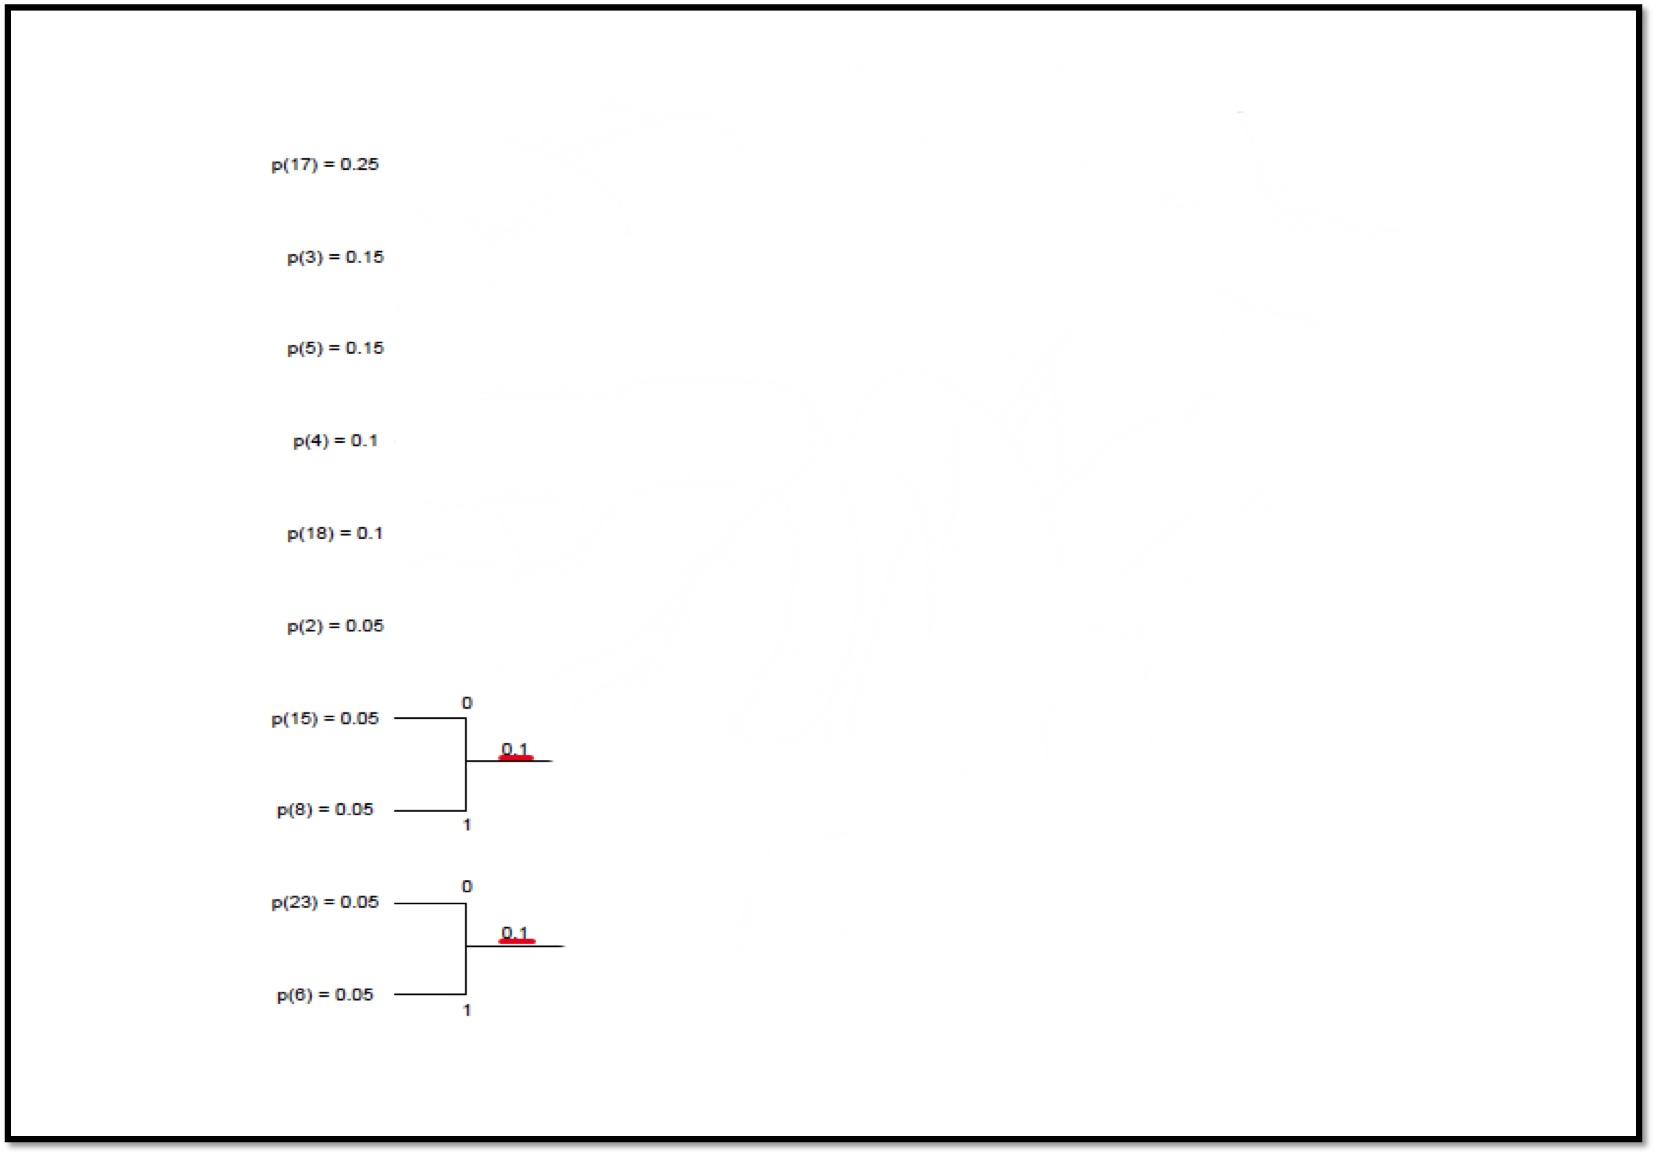 p(17) = 0.25
p(3) = 0.15
p(5) = 0.15
p(4) = 0.1
p(18) = 0.1
p(2) = 0.05
0
p(15) = 0.05
0.1
p(8) = 0.05
1
0
p(23) = 0.05
0.1
p(6) = 0.05
1